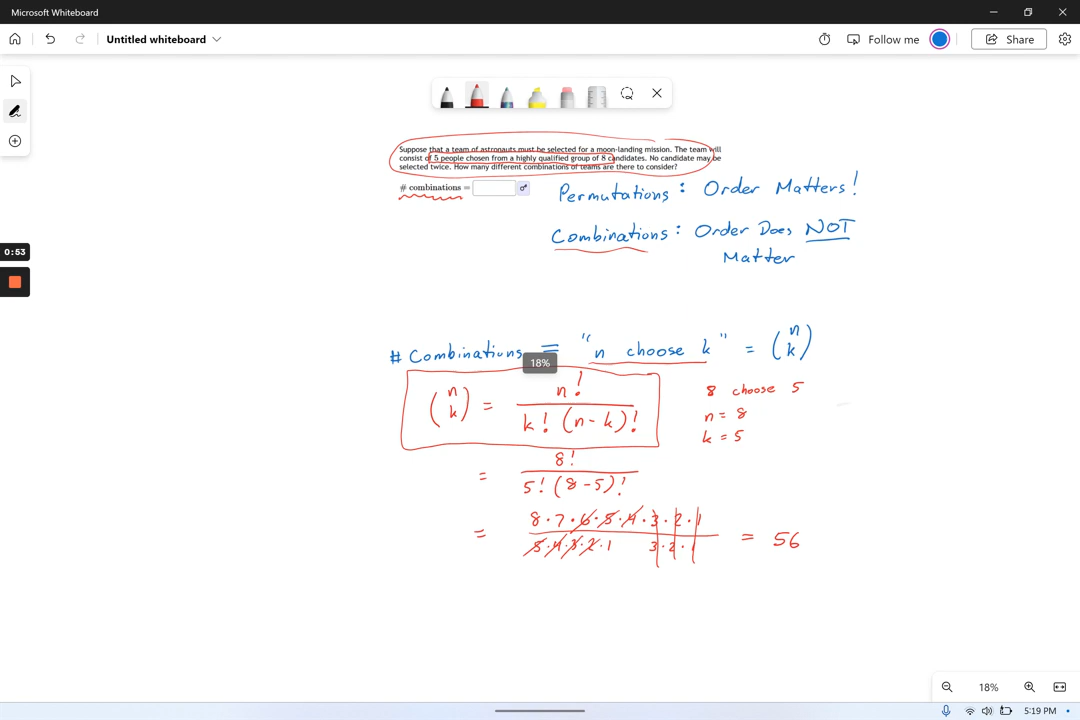 Microsoft Whiteboard
Untitled whiteboard
Follow me
Share
Suppose that a team of astronauts must be selected for a moon-landing mission. The team will
consist of 5 people chosen from a highly qualified group of 8 candidates. No candidate may be
selected twice. How many different combinations of teams are there to consider?
# combinations =
Permutations: Order Matters!
Combinations: Order Does NOT
Matter
0:53
# Combinations ≡ "n choose k" = (n k)
18%
(n k) = n! / k! (n-k)!
8 choose 5
n = 8
k = 5
= 8! / 5! (8-5)!
= 8·7·6·5·4·3·2·1 / 5·4·3·2·1 3·2·1 = 56
18%
5:19 PM